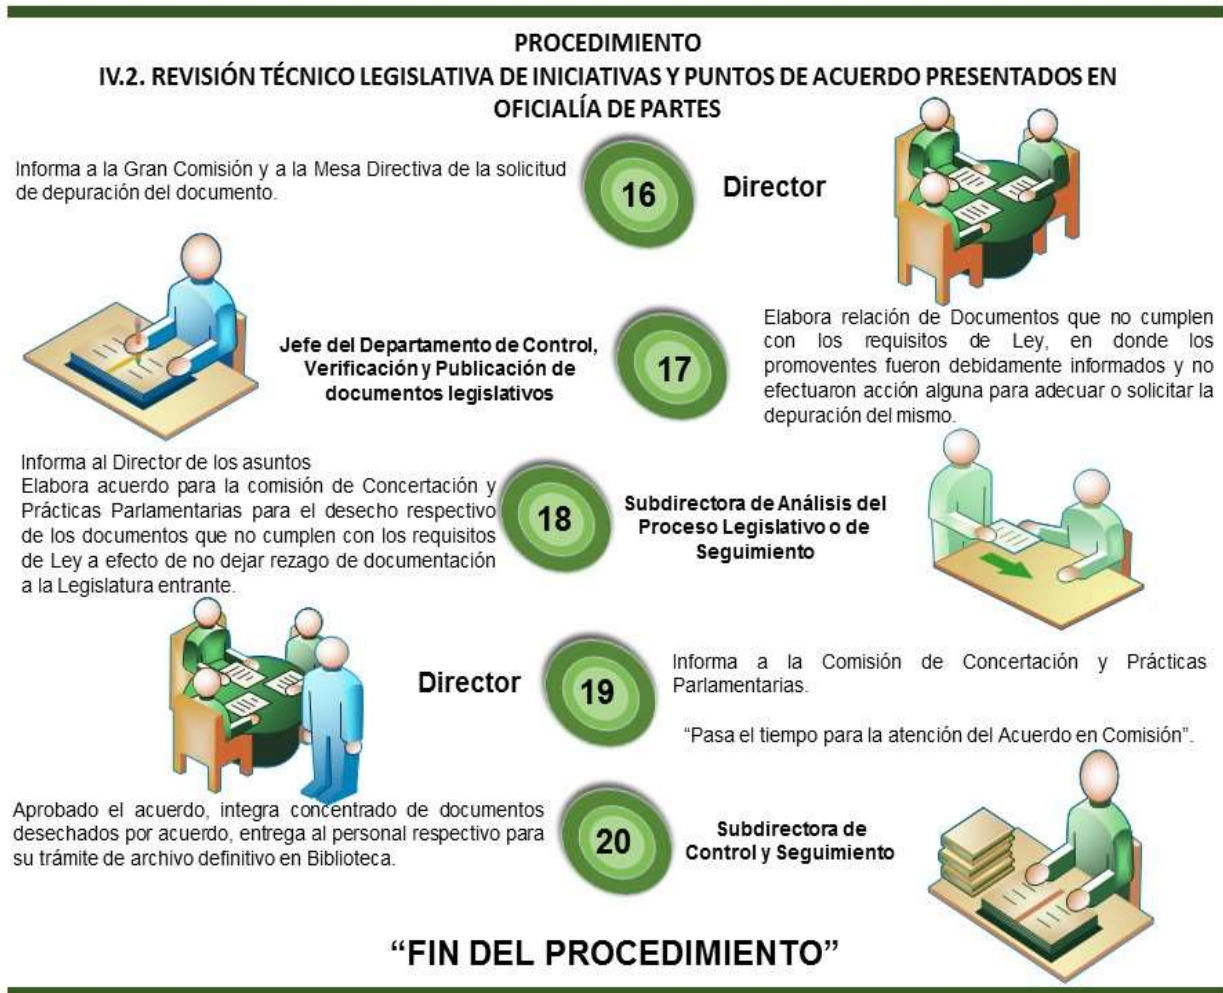 PROCEDIMIENTO
IV.2. REVISIÓN TÉCNICO LEGISLATIVA DE INICIATIVAS Y PUNTOS DE ACUERDO PRESENTADOS EN
OFICIALÍA DE PARTES
Informa a la Gran Comisión y a la Mesa Directiva de la solicitud
de depuración del documento.
16
Director
Jefe del Departamento de Control,
Verificación y Publicación de
documentos legislativos
17
Elabora relación de Documentos que no cumplen
con los requisitos de Ley, en donde los
promoventes fueron debidamente informados y no
efectuaron acción alguna para adecuar o solicitar la
depuración del mismo.
Informa al Director de los asuntos
Elabora acuerdo para la comisión de Concertación y
Prácticas Parlamentarias para el desecho respectivo
de los documentos que no cumplen con los requisitos
de Ley a efecto de no dejar rezago de documentación
a la Legislatura entrante.
18
Subdirectora de Análisis del
Proceso Legislativo o de
Seguimiento
Director
19
Informa a la Comisión de Concertación y Prácticas
Parlamentarias.
“Pasa el tiempo para la atención del Acuerdo en Comisión”.
Aprobado el acuerdo, integra concentrado de documentos
desechados por acuerdo, entrega al personal respectivo para
su trámite de archivo definitivo en Biblioteca.
20
Subdirectora de
Control y Seguimiento
“FIN DEL PROCEDIMIENTO”